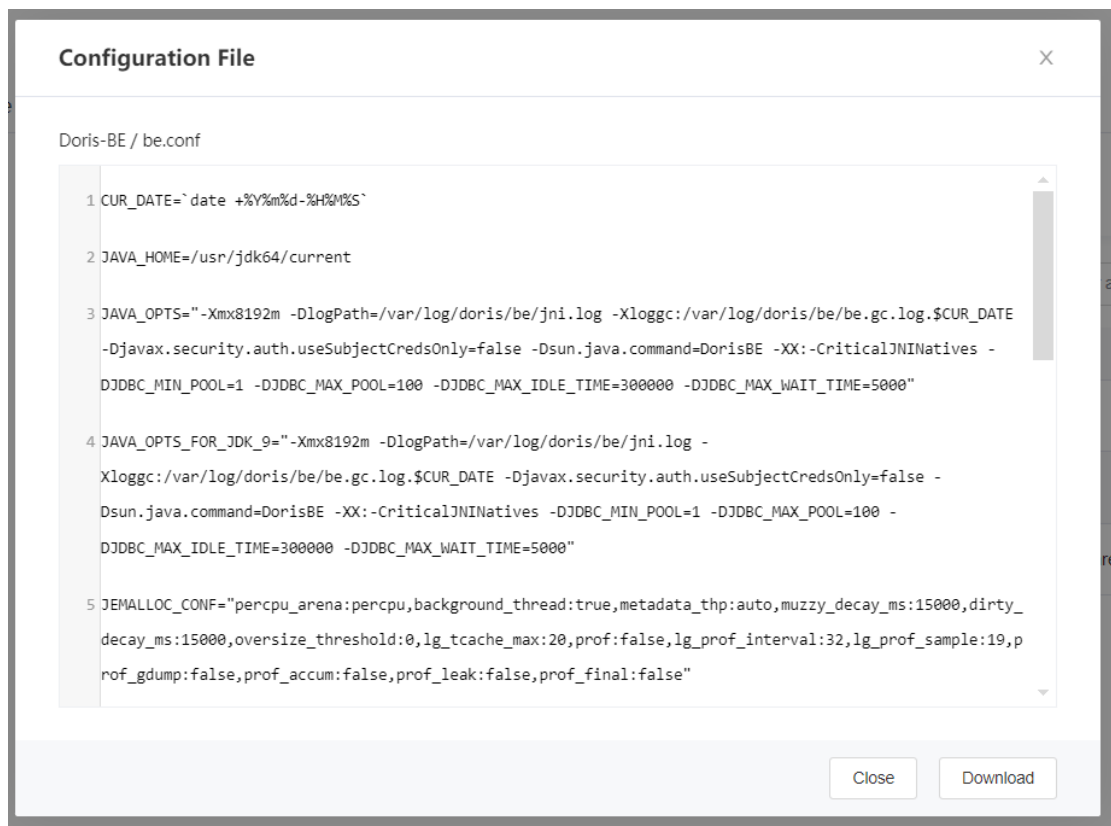 Configuration File
Doris-BE / be.conf
1 CUR_DATE=`date +%Y%m%d-%H%M%S`
2 JAVA_HOME=/usr/jdk64/current
3 JAVA_OPTS="-Xmx8192m -DlogPath=/var/log/doris/be/jni.log -Xloggc:/var/log/doris/be/be.gc.log.$CUR_DATE
-Djavax.security.auth.useSubjectCredsOnly=false -Dsun.java.command=DorisBE -XX:-CriticalJNINatives -
DJDBC_MIN_POOL=1 -DJDBC_MAX_POOL=100 -DJDBC_MAX_IDLE_TIME=300000 -DJDBC_MAX_WAIT_TIME=5000"
4 JAVA_OPTS_FOR_JDK_9="-Xmx8192m -DlogPath=/var/log/doris/be/jni.log -
Xloggc:/var/log/doris/be/be.gc.log.$CUR_DATE -Djavax.security.auth.useSubjectCredsOnly=false -
Dsun.java.command=DorisBE -XX:-CriticalJNINatives -DJDBC_MIN_POOL=1 -DJDBC_MAX_POOL=100 -
DJDBC_MAX_IDLE_TIME=300000 -DJDBC_MAX_WAIT_TIME=5000"
5 JEMALLOC_CONF="percpu_arena:percpu,background_thread:true,metadata_thp:auto,muzzy_decay_ms:15000,dirty_
decay_ms:15000,oversize_threshold:0,lg_tcache_max:20,prof:false,lg_prof_interval:32,lg_prof_sample:19,p
rof_gdump:false,prof_accum:false,prof_leak:false,prof_final:false"
Close Download